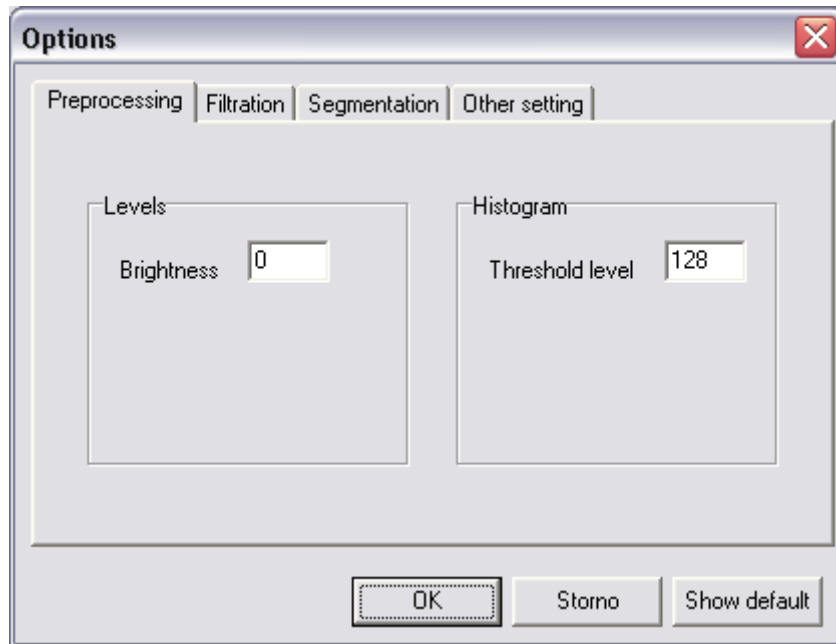 Options
Preprocessing Filtration Segmentation Other setting
Levels
Brightness 0
Histogram
Threshold level 128
OK Storno Show default